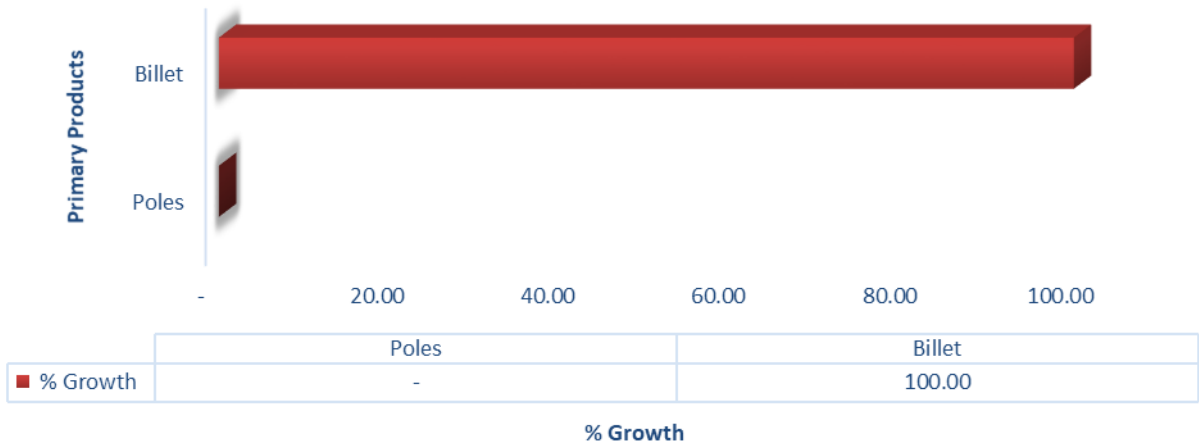 Primary Products
Billet
Poles
- 20.00 40.00 60.00 80.00 100.00
Poles Billet
% Growth - 100.00
% Growth